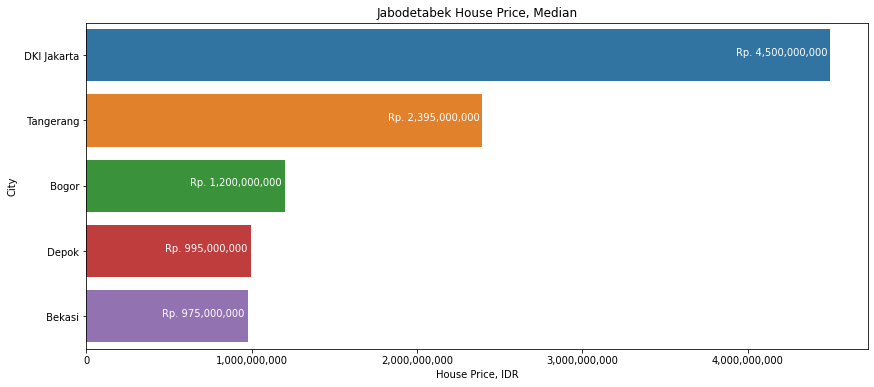 Jabodetabek House Price, Median
City
DKI Jakarta
Rp. 4,500,000,000
Tangerang
Rp. 2,395,000,000
Bogor
Rp. 1,200,000,000
Depok
Rp. 995,000,000
Bekasi
Rp. 975,000,000
0
1,000,000,000
2,000,000,000
3,000,000,000
4,000,000,000
House Price, IDR